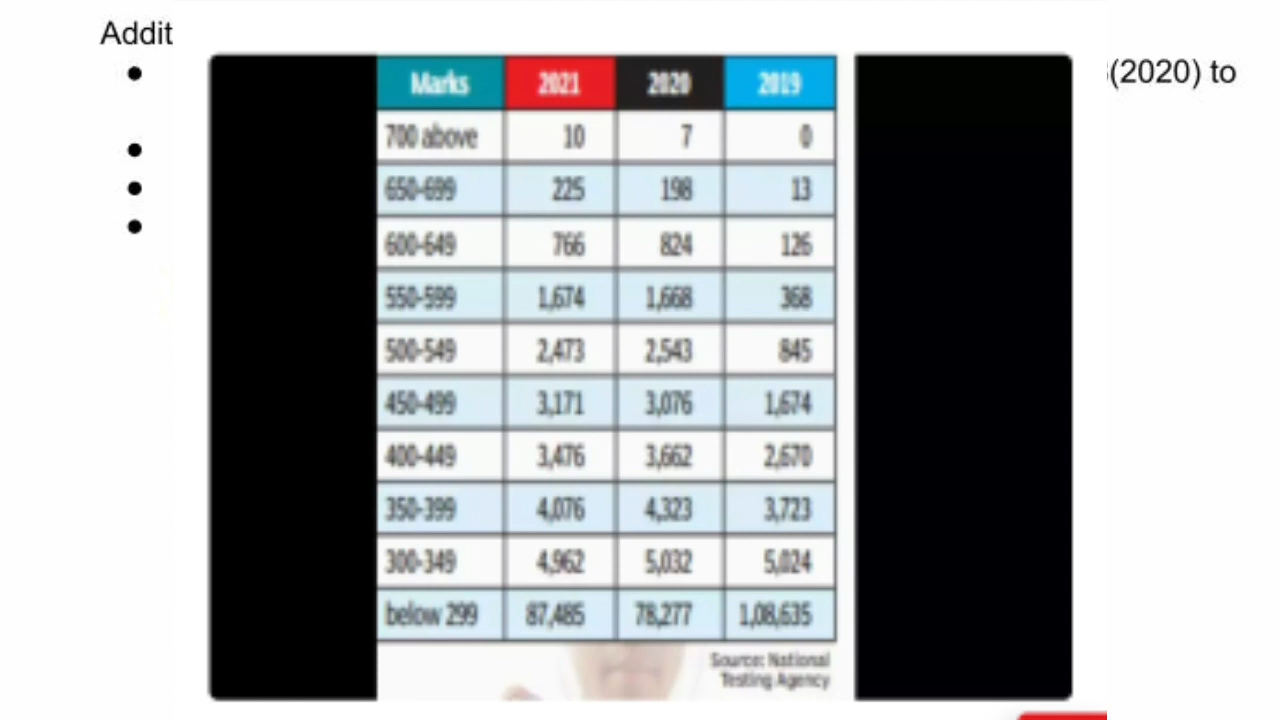 Addit
(2020) to
Marks 2021 2020 2019
700 above 10 7 0
650-699 225 198 13
600-649 766 824 126
550-599 1,674 1,668 368
500-549 2,473 2,543 845
450-499 3,171 3,076 1,674
400-449 3,476 3,662 2,670
350-399 4,076 4,323 3,723
300-349 4,962 5,032 5,024
below 299 87,485 78,277 1,08,635
Source: National
Testing Agency